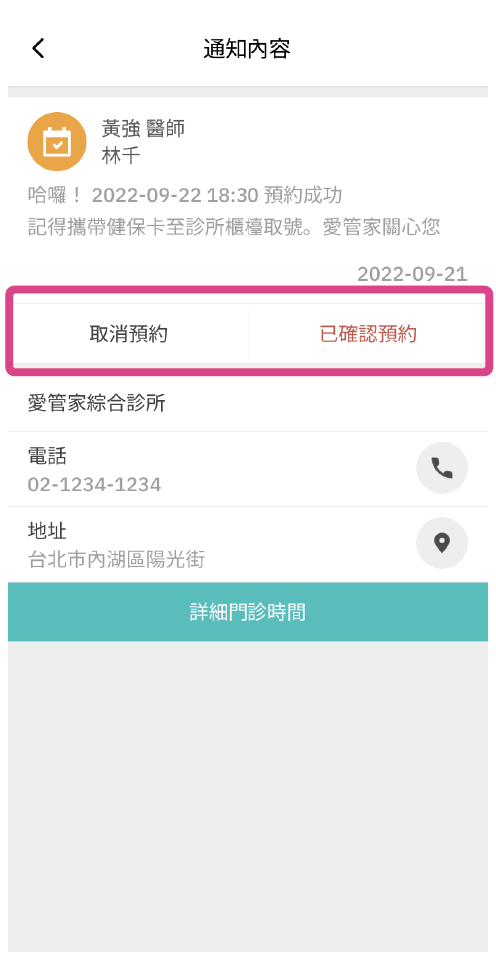 通知內容
黃強 醫師
林千
哈囉！ 2022-09-22 18:30 預約成功
記得攜帶健保卡至診所櫃檯取號。愛管家關心您
2022-09-21
取消預約
已確認預約
愛管家綜合診所
電話
02-1234-1234
地址
台北市內湖區陽光街
詳細門診時間